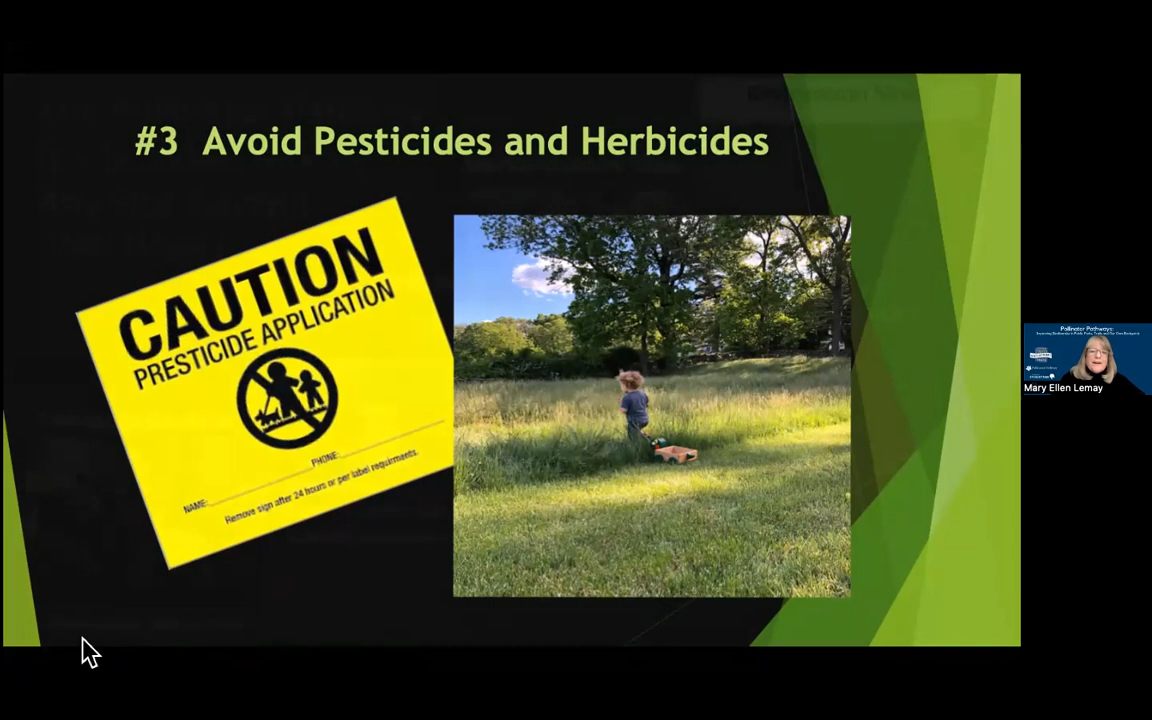 #3 Avoid Pesticides and Herbicides
CAUTION
PESTICIDE APPLICATION
NAME: PHONE:
Remove sign after 24 hours or per label requirments.
Pollinator Pathways:
Mary Ellen Lemay